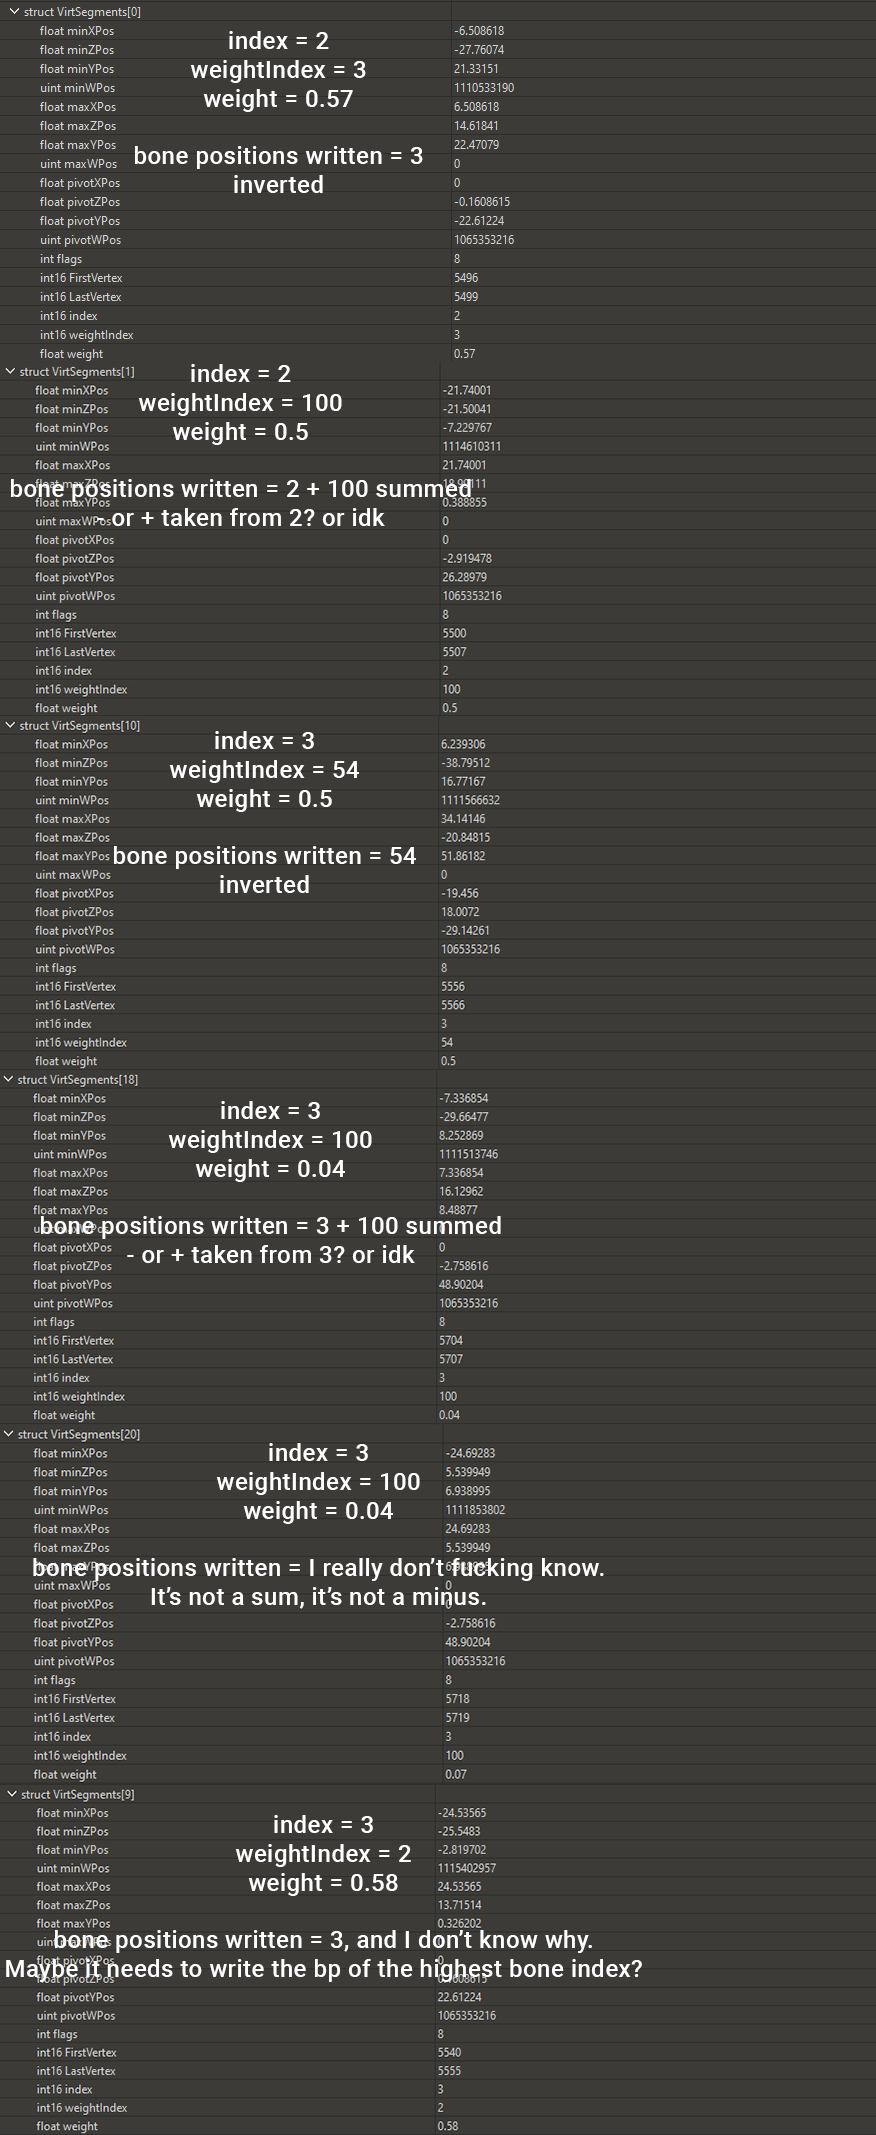 struct VirtSegments[0]
float minXPos -6.508618
index = 2
float minZPos -27.76074
float minYPos 21.33151
weightIndex = 3
uint minWPos 1110533190
weight = 0.57
float maxXPos 6.508618
float maxZPos 14.61841
float maxYPos 22.47079
bone positions written = 3
uint maxWPos 0
float pivotXPos 0
inverted
float pivotZPos -0.1608615
float pivotYPos -22.61224
uint pivotWPos 1065353216
int flags 8
int16 FirstVertex 5496
int16 LastVertex 5499
int16 index 2
int16 weightIndex 3
float weight 0.57
struct VirtSegments[1]
index = 2
float minXPos -21.74001
float minZPos -21.50041
weightIndex = 100
float minYPos -7.229767
weight = 0.5
uint minWPos 1114610311
float maxXPos 21.74001
bone positions written = 2 + 100 summed
float maxYPos 0.388855
- or + taken from 2? or idk
uint maxWPos 0
float pivotXPos 0
float pivotZPos -2.919478
float pivotYPos 26.28979
uint pivotWPos 1065353216
int flags 8
int16 FirstVertex 5500
int16 LastVertex 5507
int16 index 2
int16 weightIndex 100
float weight 0.5
struct VirtSegments[10]
index = 3
float minXPos 6.239306
float minZPos -38.79512
weightIndex = 54
float minYPos 16.77167
uint minWPos 1111566632
weight = 0.5
float maxXPos 34.14146
float maxZPos -20.84815
float maxYPos 51.86182
bone positions written = 54
uint maxWPos 0
inverted
float pivotXPos -19.456
float pivotZPos 18.0072
float pivotYPos -29.14261
uint pivotWPos 1065353216
int flags 8
int16 FirstVertex 5556
int16 LastVertex 5566
int16 index 3
int16 weightIndex 54
float weight 0.5
struct VirtSegments[18]
float minXPos -7.336854
index = 3
float minZPos -29.66477
float minYPos 8.252869
weightIndex = 100
uint minWPos 1111513746
weight = 0.04
float maxXPos 7.336854
float maxZPos 16.12962
float maxYPos 8.48877
bone positions written = 3 + 100 summed
float pivotXPos 0
- or + taken from 3? or idk
float pivotZPos -2.758616
float pivotYPos 48.90204
uint pivotWPos 1065353216
int flags 8
int16 FirstVertex 5704
int16 LastVertex 5707
int16 index 3
int16 weightIndex 100
float weight 0.04
struct VirtSegments[20]
float minXPos -24.69283
index = 3
float minZPos 5.539949
weightIndex = 100
float minYPos 6.938995
uint minWPos 1111853802
weight = 0.04
float maxXPos 24.69283
float maxZPos 5.539949
bone positions written = I really don't fucking know.
uint maxWPos 0
It's not a sum, it's not a minus.
float pivotXPos 0
float pivotZPos -2.758616
float pivotYPos 48.90204
uint pivotWPos 1065353216
int flags 8
int16 FirstVertex 5718
int16 LastVertex 5719
int16 index 3
int16 weightIndex 100
float weight 0.07
struct VirtSegments[9]
float minXPos -24.53565
index = 3
float minZPos -25.5483
float minYPos -2.819702
weightIndex = 2
uint minWPos 1115402957
weight = 0.58
float maxXPos 24.53565
float maxZPos 13.71514
float maxYPos 0.326202
bone positions written = 3, and I don't know why.
Maybe it needs to write the bp of the highest bone index?
float pivotYPos 22.61224
uint pivotWPos 1065353216
int flags 8
int16 FirstVertex 5540
int16 LastVertex 5555
int16 index 3
int16 weightIndex 2
float weight 0.58